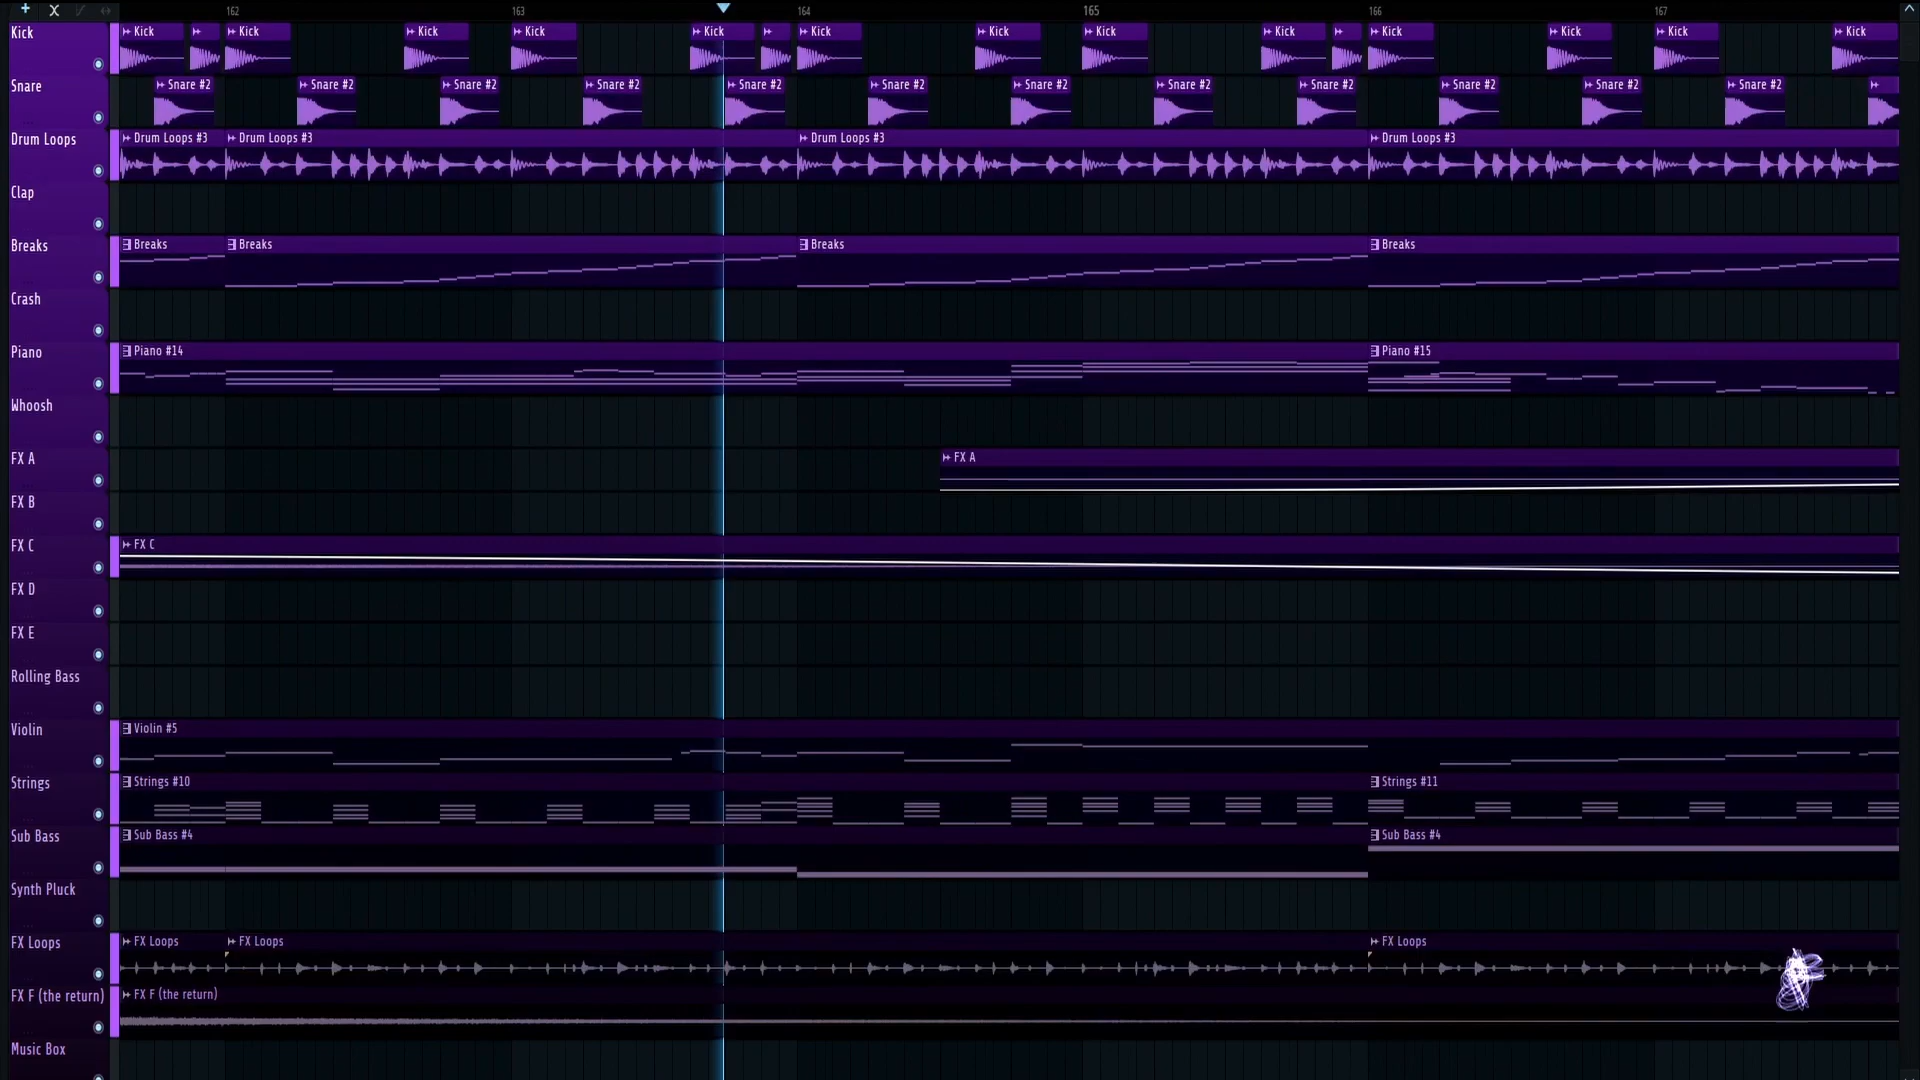 162 163 164 165 166 167
Kick Kick Kick Kick Kick Kick Kick Kick Kick Kick Kick Kick Kick Kick
Snare Snare #2 Snare #2 Snare #2 Snare #2 Snare #2 Snare #2 Snare #2 Snare #2 Snare #2 Snare #2 Snare #2 Snare #2
Drum Loops Drum Loops #3 Drum Loops #3 Drum Loops #3 Drum Loops #3
Clap
Breaks Breaks Breaks Breaks Breaks
Crash
Piano Piano #14 Piano #15
Whoosh
FX A FX A
FX B
FX C FX C
FX D
FX E
Rolling Bass
Violin Violin #5
Strings Strings #10 Strings #11
Sub Bass Sub Bass #4 Sub Bass #4
Synth Pluck
FX Loops FX Loops FX Loops FX Loops
FX F (the return) FX F (the return)
Music Box